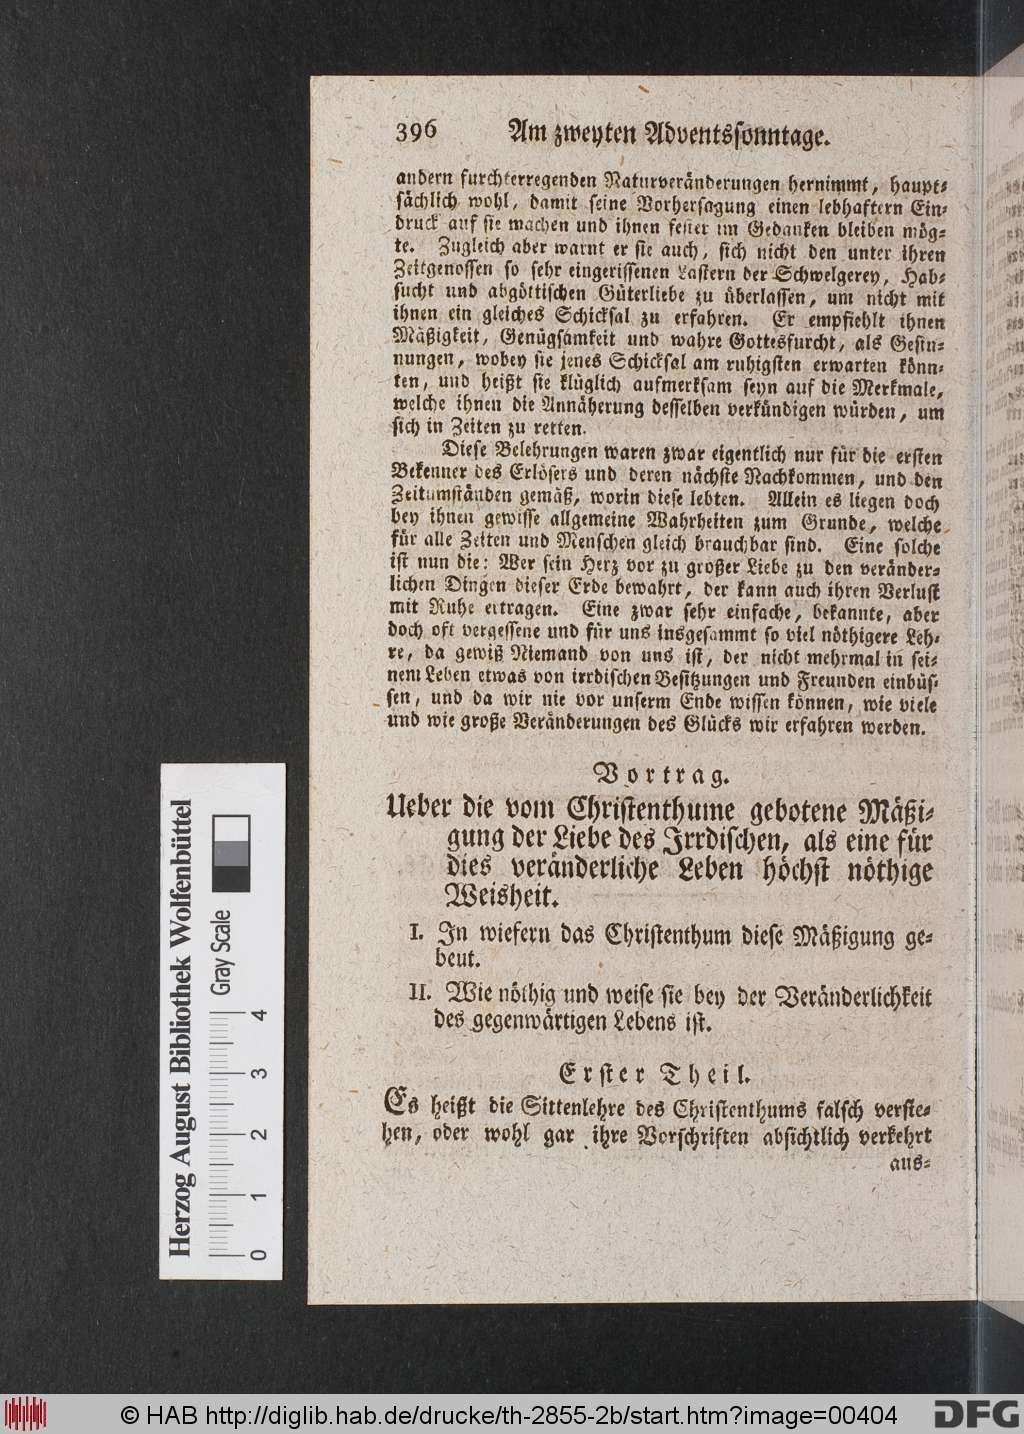 396 Am zweyten Adventssonntage.
andern furchterregenden Naturveränderungen hernimmt, haupt-
sächlich wohl, damit seine Vorhersagung einen lebhaftern Ein-
druck auf sie machen und ihnen fester im Gedanken bleiben mög-
te. Zugleich aber warnt er sie auch, sich nicht den unter ihren
Zeitgenossen so sehr eingerissenen Lastern der Schwelgerey, Hab-
sucht und abgöttischen Güterliebe zu überlassen, um nicht mit
ihnen ein gleiches Schicksal zu erfahren. Er empfiehlt ihnen
Mäßigkeit, Genügsamkeit und wahre Gottesfurcht, als Gesin-
nungen, wobey sie jenes Schicksal am ruhigsten erwarten könn-
ten, und heißt sie klüglich aufmerksam seyn auf die Merkmale,
welche ihnen die Annäherung desselben verkündigen würden, um
sich in Zeiten zu retten.
Diese Belehrungen waren zwar eigentlich nur für die ersten
Bekenner des Erlösers und deren nächste Nachkommen, und den
Zeitumständen gemäß, worin diese lebten. Allein es liegen doch
bey ihnen gewisse allgemeine Wahrheiten zum Grunde, welche
für alle Zeiten und Menschen gleich brauchbar sind. Eine solche
ist nun die: Wer sein Herz vor zu großer Liebe zu den veränder-
lichen Dingen dieser Erde bewahrt, der kann auch ihren Verlust
mit Ruhe ertragen. Eine zwar sehr einfache, bekannte, aber
doch oft vergessene und für uns insgesammt so viel nöthigere Leh-
re, da gewiß Niemand von uns ist, der nicht mehrmal in sei-
nem Leben etwas von irrdischen Besitzungen und Freunden einbüs-
sen, und da wir nie vor unserm Ende wissen können, wie viele
und wie große Veränderungen des Glücks wir erfahren werden.
Vortrag.
Ueber die vom Christenthume gebotene Mäßi-
gung der Liebe des Irrdischen, als eine für
dies veränderliche Leben höchst nöthige
Weisheit.
I. In wiefern das Christenthum diese Mäßigung ge-
beut.
II. Wie nöthig und weise sie bey der Veränderlichkeit
des gegenwärtigen Lebens ist.
Erster Theil.
Es heißt die Sittenlehre des Christenthums falsch verste-
hen, oder wohl gar ihre Vorschriften absichtlich verkehrt
aus-
Herzog August Bibliothek Wolfenbüttel
Gray Scale
0 1 2 3 4
© HAB http://diglib.hab.de/drucke/th-2855-2b/start.htm?image=00404
DFG